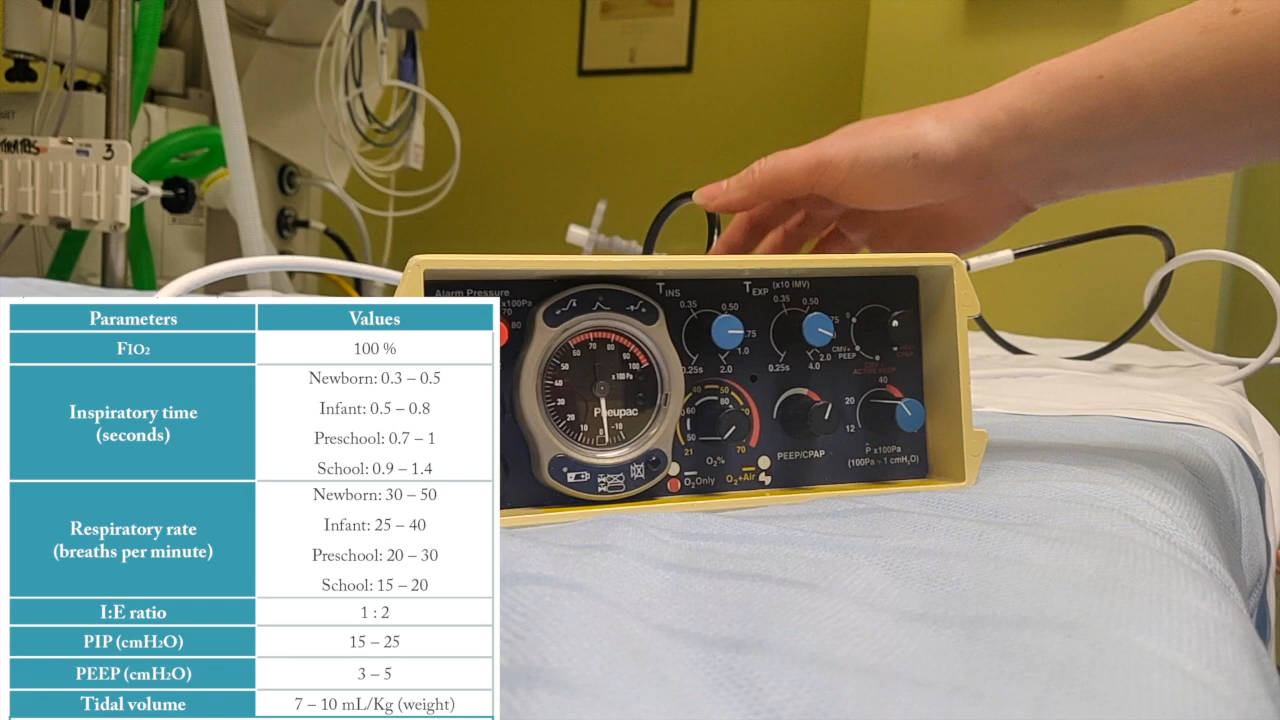 3
Parameters Values
FIO2 100 %
Inspiratory time
(seconds)
Newborn: 0.3 – 0.5
Infant: 0.5 – 0.8
Preschool: 0.7 – 1
School: 0.9 – 1.4
Respiratory rate
(breaths per minute)
Newborn: 30 – 50
Infant: 25 – 40
Preschool: 20 – 30
School: 15 – 20
I:E ratio 1 : 2
PIP (cmH2O) 15 – 25
PEEP (cmH2O) 3 – 5
Tidal volume 7 – 10 mL/Kg (weight)
Alarm Pressure
x100Pa
70
80
60 70 80
50 90
40 100
30
20
10 0 -10
x100 Pa
Pneupac
TINS
0.35 0.50
.75
1.0
0.25s 2.0
TEXP (x10 IMV)
0.35 0.50
.75
2.0
0.25s 4.0
0
CMV+
PEEP
CMV+
ACTIVE PEEP
40 50
60
80
50
21 70
O2%
O2Only
O2+Air
PEEP/CPAP
40
20
12
P x100Pa
(100Pa ≈ 1 cmH2O)